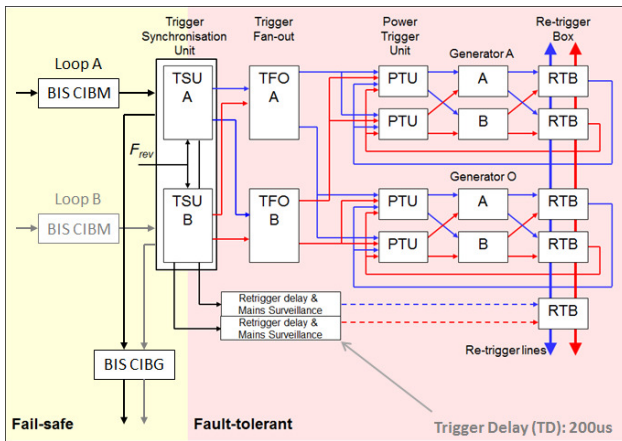 Trigger
Synchronisation
Unit
Trigger
Fan-out
Power
Trigger
Unit
Generator A
Re-trigger
Box
Loop A
BIS CIBM
TSU
A
TFO
A
PTU
A
RTB
PTU
B
RTB
Frev
Loop B
BIS CIBM
TSU
B
TFO
B
Generator O
PTU
A
RTB
PTU
B
RTB
Retrigger delay &
Mains Surveillance
Retrigger delay &
Mains Surveillance
RTB
Re-trigger lines
BIS CIBG
Fail-safe
Fault-tolerant
Trigger Delay (TD): 200us